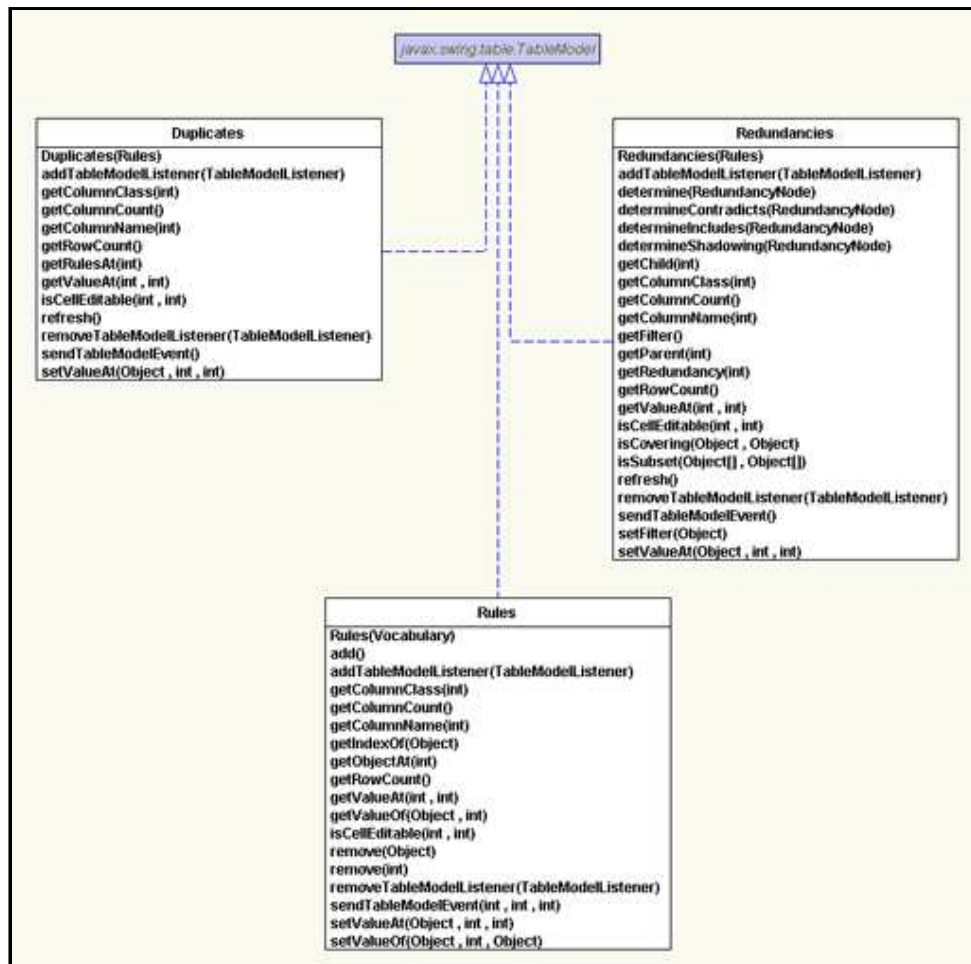 javax.swing.table.TableModel
Duplicates
Duplicates(Rules)
addTableModelListener(TableModelListener)
getColumnClass(int)
getColumnCount()
getColumnName(int)
getRowCount()
getRulesAt(int)
getValueAt(int , int)
isCellEditable(int , int)
refresh()
removeTableModelListener(TableModelListener)
sendTableModelEvent()
setValueAt(Object , int , int)
Redundancies
Redundancies(Rules)
addTableModelListener(TableModelListener)
determine(RedundancyNode)
determineContradicts(RedundancyNode)
determineIncludes(RedundancyNode)
determineShadowing(RedundancyNode)
getChild(int)
getColumnClass(int)
getColumnCount()
getColumnName(int)
getFilter()
getParent(int)
getRedundancy(int)
getRowCount()
getValueAt(int , int)
isCellEditable(int , int)
isCovering(Object , Object)
isSubset(Object[] , Object[])
refresh()
removeTableModelListener(TableModelListener)
sendTableModelEvent()
setFilter(Object)
setValueAt(Object , int , int)
Rules
Rules(Vocabulary)
add()
addTableModelListener(TableModelListener)
getColumnClass(int)
getColumnCount()
getColumnName(int)
getIndexOf(Object)
getObjectAt(int)
getRowCount()
getValueAt(int , int)
getValueOf(Object , int)
isCellEditable(int , int)
remove(Object)
remove(int)
removeTableModelListener(TableModelListener)
sendTableModelEvent(int , int , int)
setValueAt(Object , int , int)
setValueOf(Object , int , Object)